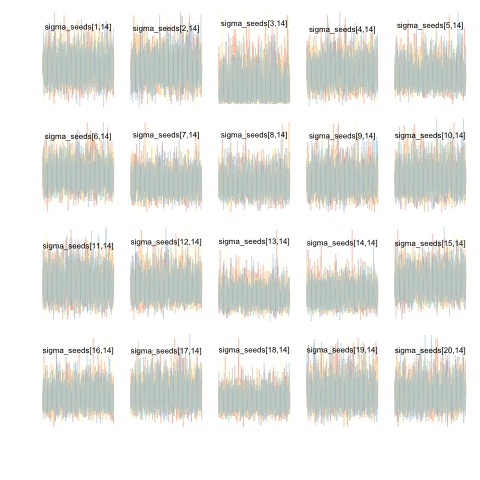 sigma_seeds[1,14]
sigma_seeds[2,14]
sigma_seeds[3,14]
sigma_seeds[4,14]
sigma_seeds[5,14]
sigma_seeds[6,14]
sigma_seeds[7,14]
sigma_seeds[8,14]
sigma_seeds[9,14]
sigma_seeds[10,14]
sigma_seeds[11,14]
sigma_seeds[12,14]
sigma_seeds[13,14]
sigma_seeds[14,14]
sigma_seeds[15,14]
sigma_seeds[16,14]
sigma_seeds[17,14]
sigma_seeds[18,14]
sigma_seeds[19,14]
sigma_seeds[20,14]